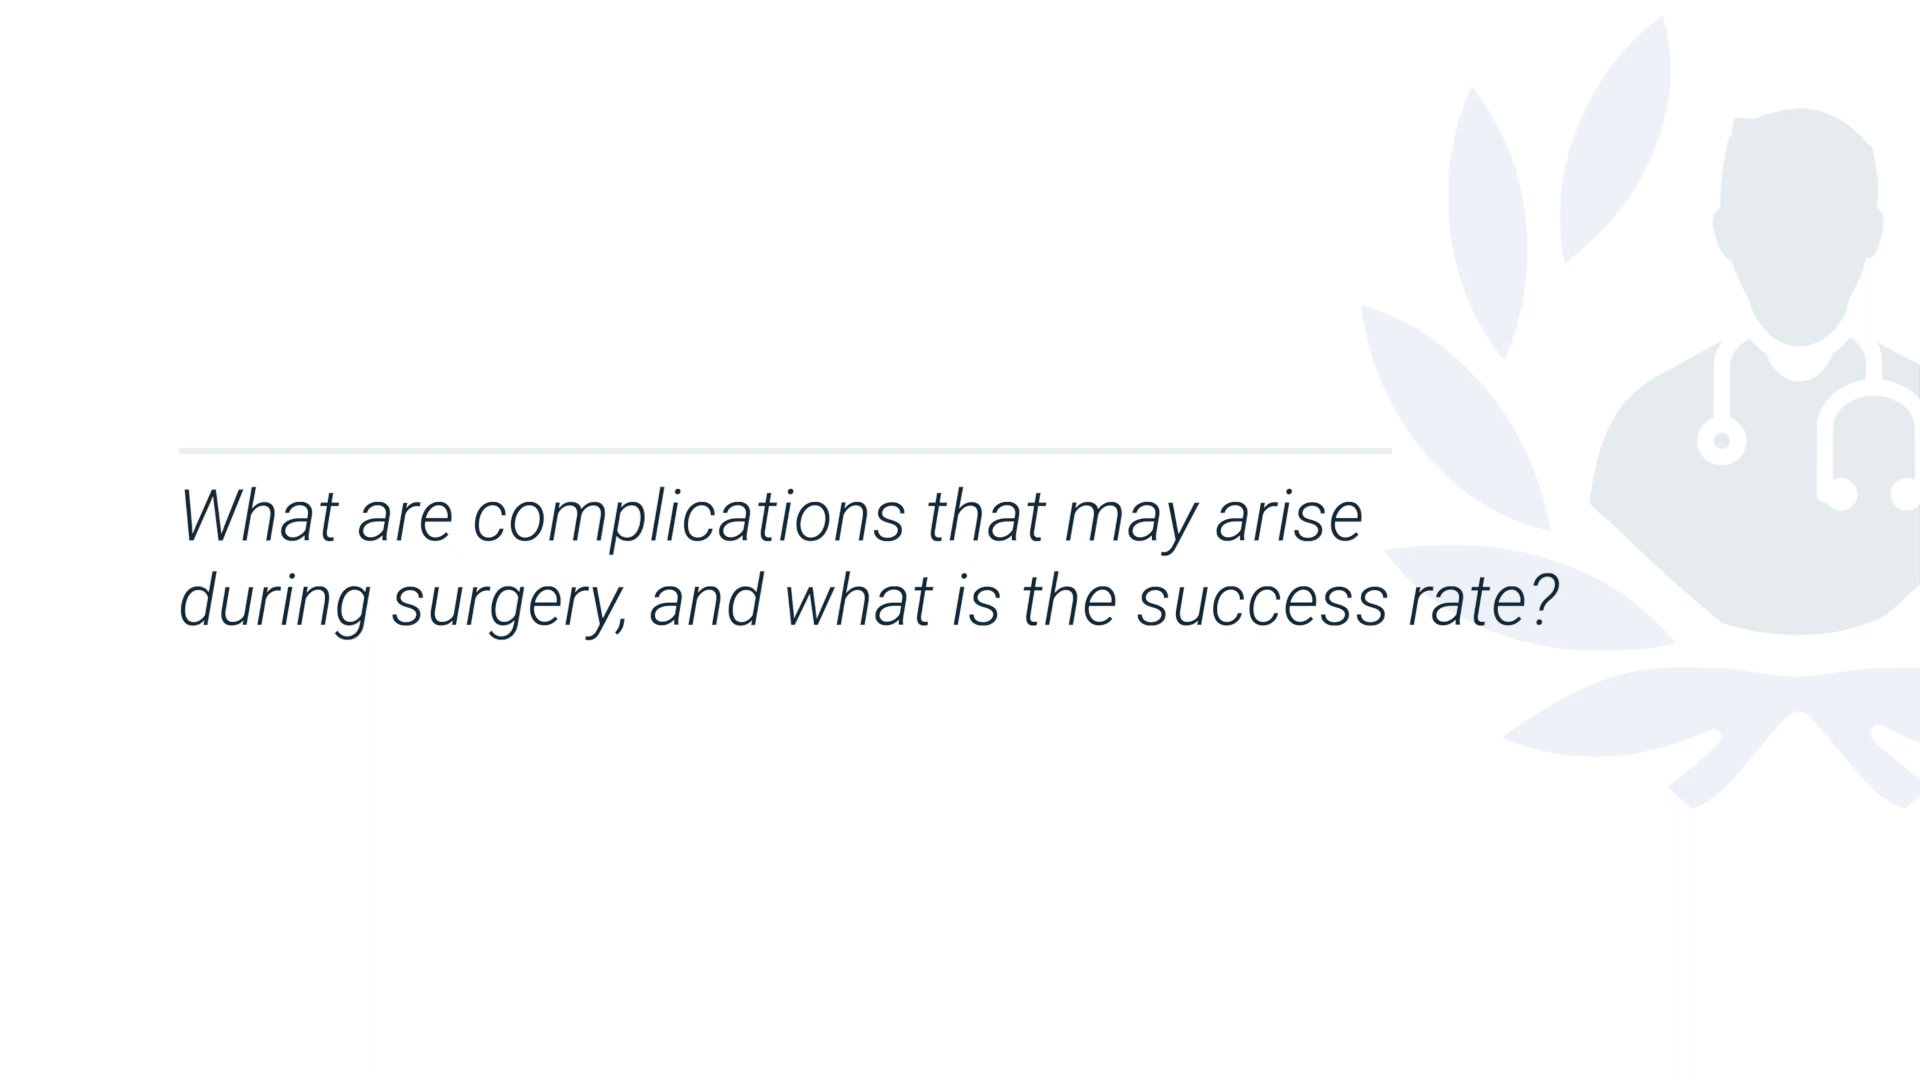 What are complications that may arise
during surgery, and what is the success rate?